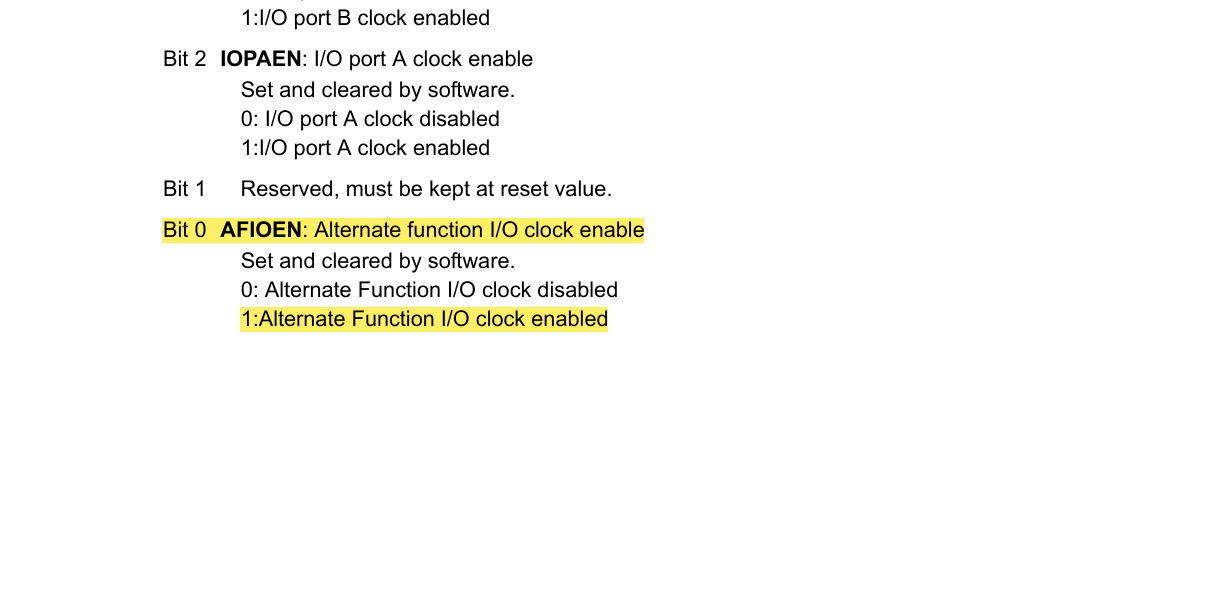 1:I/O port B clock enabled
Bit 2 IOPAEN: I/O port A clock enable
Set and cleared by software.
0: I/O port A clock disabled
1:I/O port A clock enabled
Bit 1 Reserved, must be kept at reset value.
Bit 0 AFIOEN: Alternate function I/O clock enable
Set and cleared by software.
0: Alternate Function I/O clock disabled
1:Alternate Function I/O clock enabled